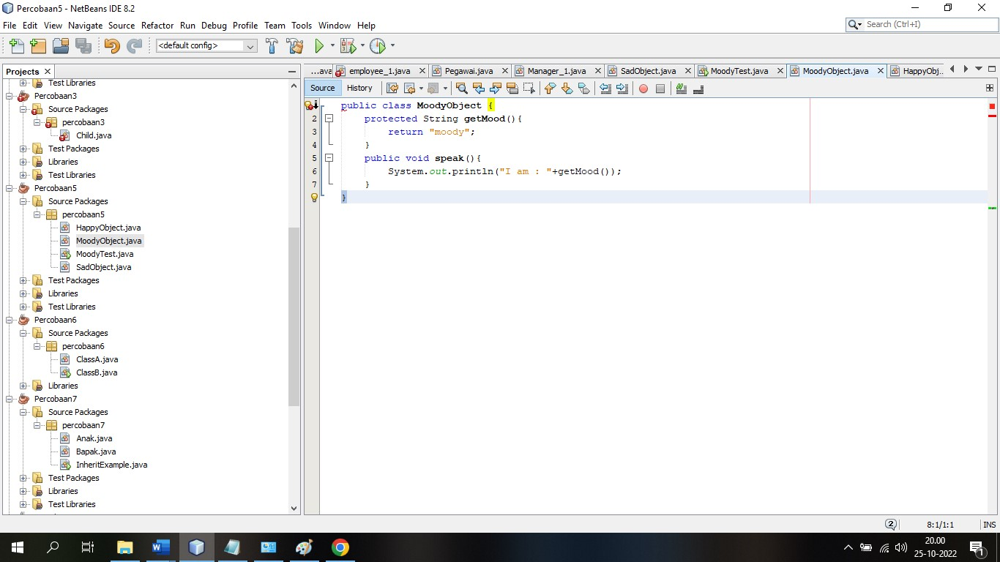 Percobaan5 - NetBeans IDE 8.2
File Edit View Navigate Source Refactor Run Debug Profile Team Tools Window Help
Search (Ctrl+I)
<default config>
Projects
Test Libraries
Percobaan3
Source Packages
percobaan3
Child.java
Test Packages
Libraries
Test Libraries
Percobaan5
Source Packages
percobaan5
HappyObject.java
MoodyObject.java
MoodyTest.java
SadObject.java
Test Packages
Libraries
Test Libraries
Percobaan6
Source Packages
percobaan6
ClassA.java
ClassB.java
Libraries
Percobaan7
Source Packages
percobaan7
Anak.java
Bapak.java
InheritExample.java
Test Packages
Libraries
Test Libraries
...ava employee_1.java Pegawai.java Manager_1.java SadObject.java MoodyTest.java MoodyObject.java HappyObj...
Source History
public class MoodyObject {
2 protected String getMood(){
3 return "moody";
4 }
5 public void speak(){
6 System.out.println("I am : "+getMood());
7 }
}
2 8:1/1:1 INS
20.00
25-10-2022
1